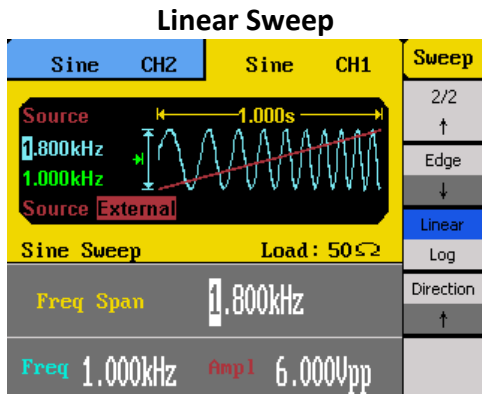 Linear Sweep
Sine CH2 Sine CH1 Sweep
2/2
↑
Source 1.000s
1.800kHz
Edge
1.000kHz
↓
Source External
Linear
Sine Sweep Load: 50Ω
Log
Freq Span 1.800kHz
Direction
↑
Freq 1.000kHz Ampl 6.000Vpp